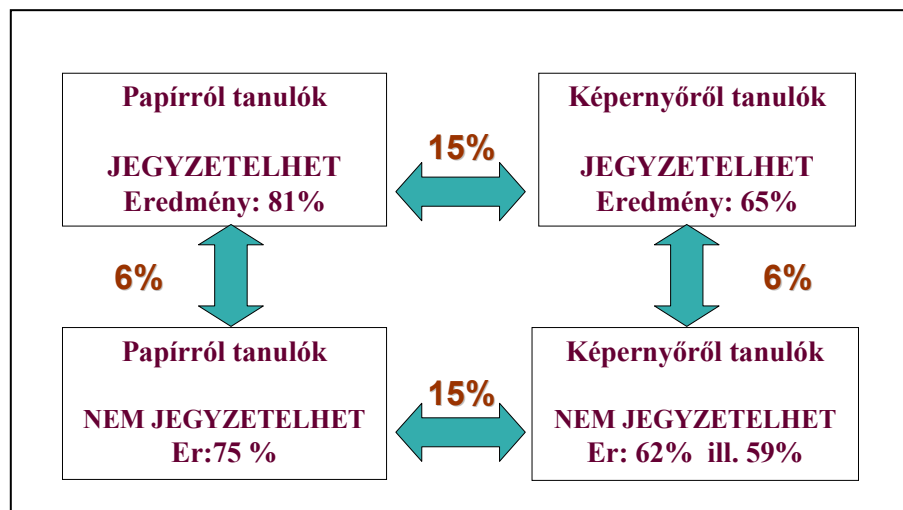 Papírról tanulók
JEGYZETELHET
Eredmény: 81%
15%
Képernyőről tanulók
JEGYZETELHET
Eredmény: 65%
6%
6%
Papírról tanulók
NEM JEGYZETELHET
Er:75 %
15%
Képernyőről tanulók
NEM JEGYZETELHET
Er: 62% ill. 59%